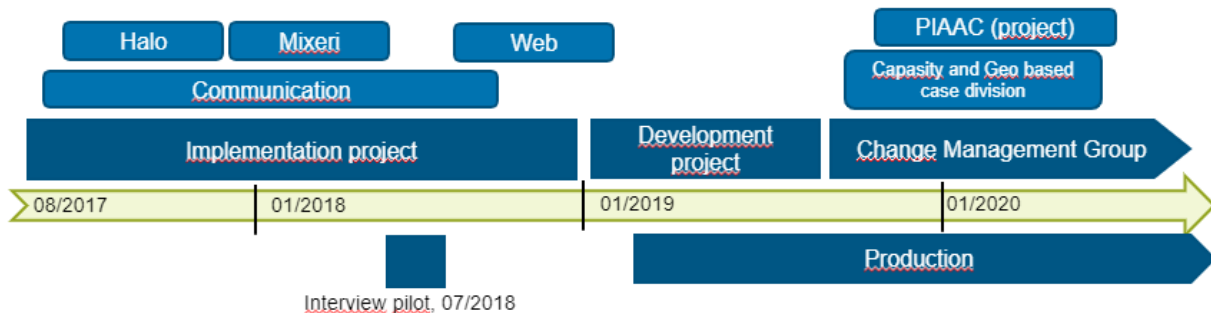 Halo
Mixeri
Web
PIAAC (project)
Communication
Capasity and Geo based
case division
Implementation project
Development
project
Change Management Group
08/2017
01/2018
01/2019
01/2020
Production
Interview pilot, 07/2018